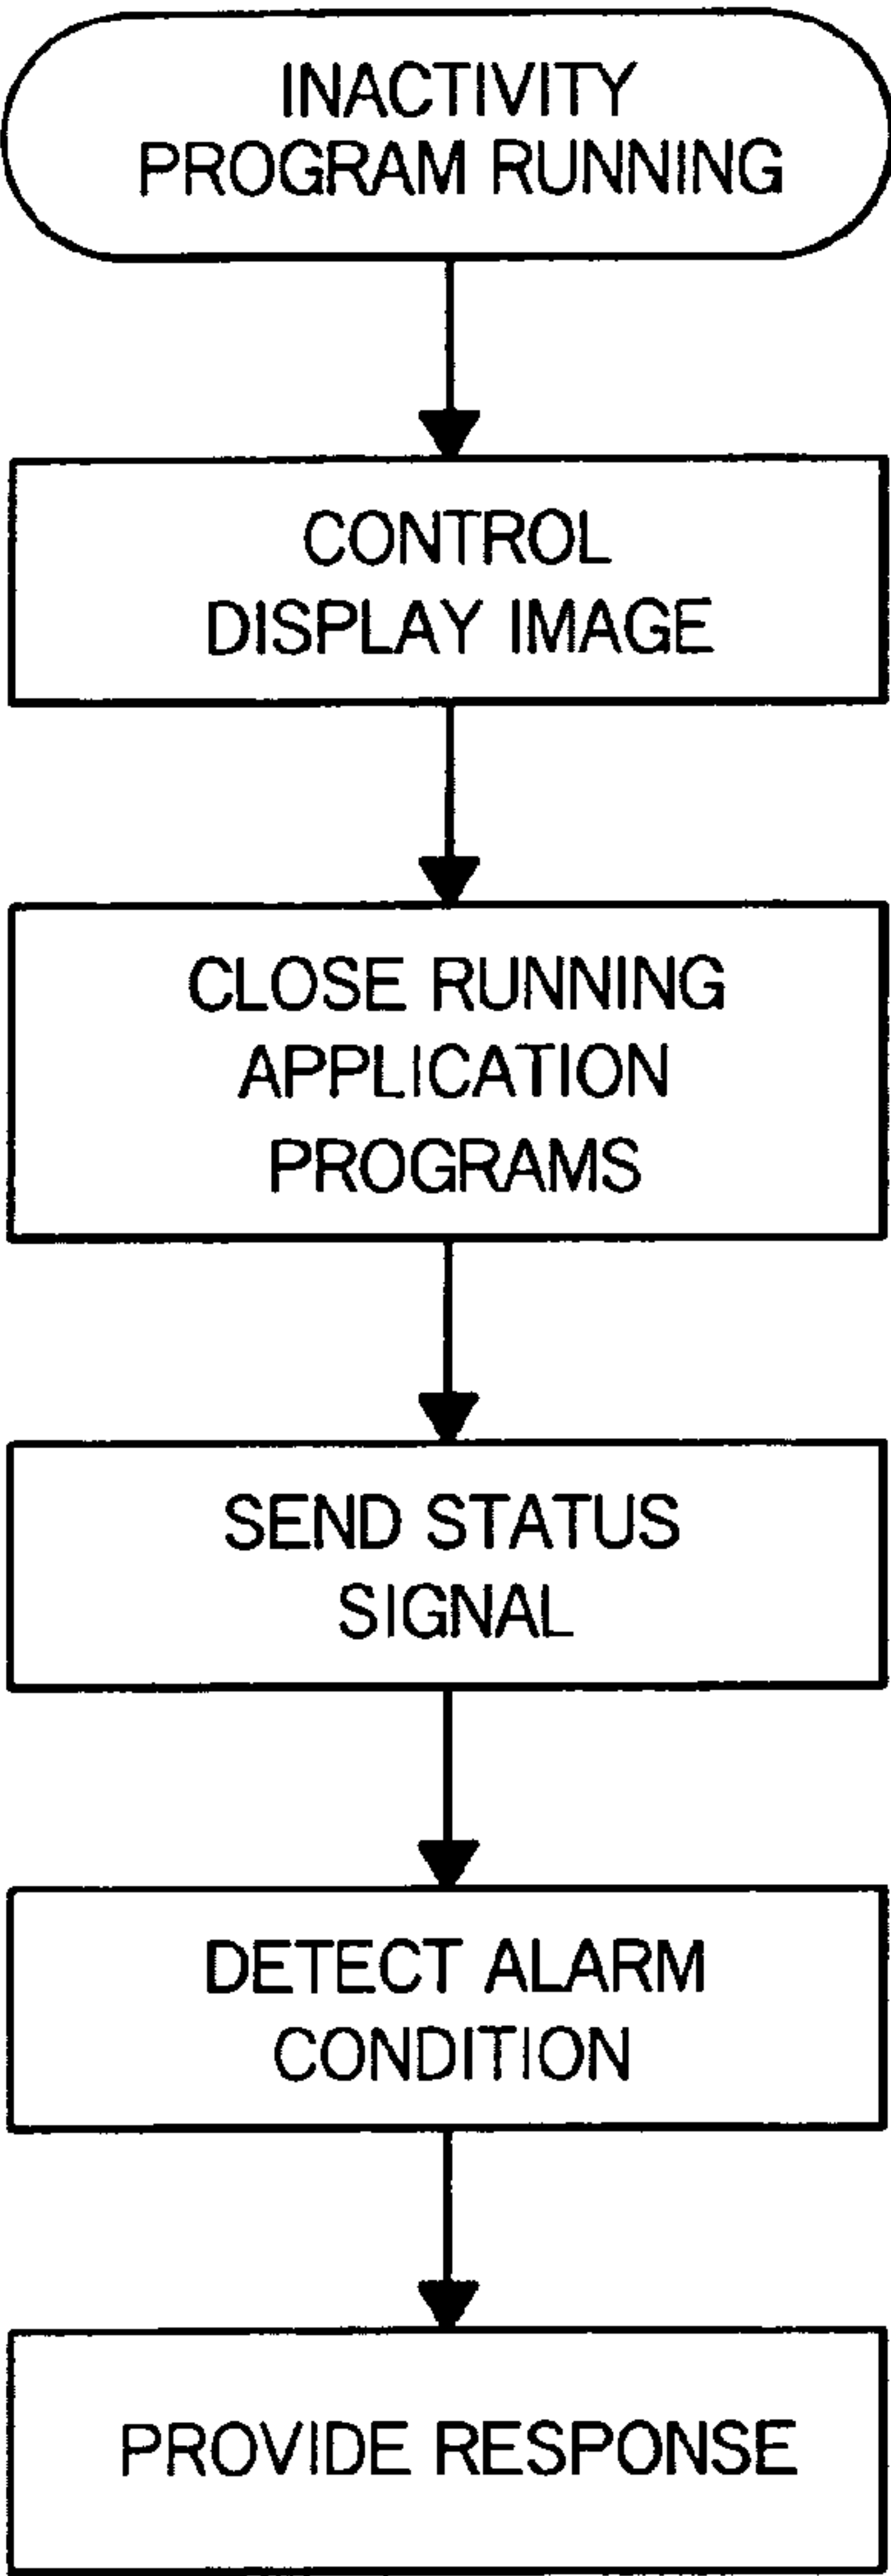 INACTIVITY
PROGRAM RUNNING
CONTROL
DISPLAY IMAGE
CLOSE RUNNING
APPLICATION
PROGRAMS
SEND STATUS
SIGNAL
DETECT ALARM
CONDITION
PROVIDE RESPONSE